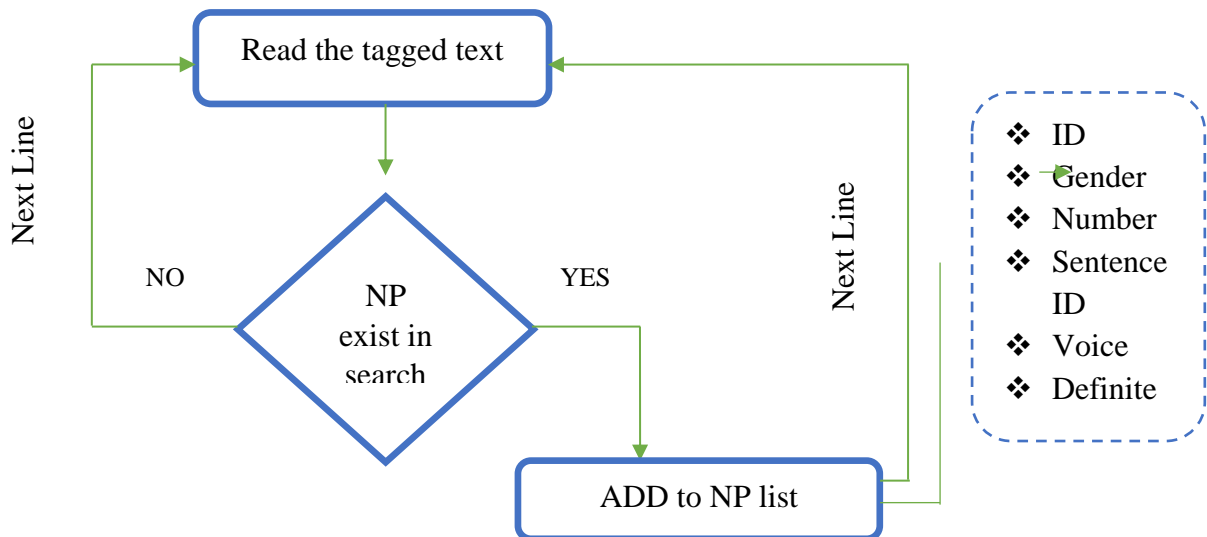 Read the tagged text
Next Line
NO
NP
exist in
search
YES
Next Line
ADD to NP list
❖ ID
❖ Gender
❖ Number
❖ Sentence
ID
❖ Voice
❖ Definite